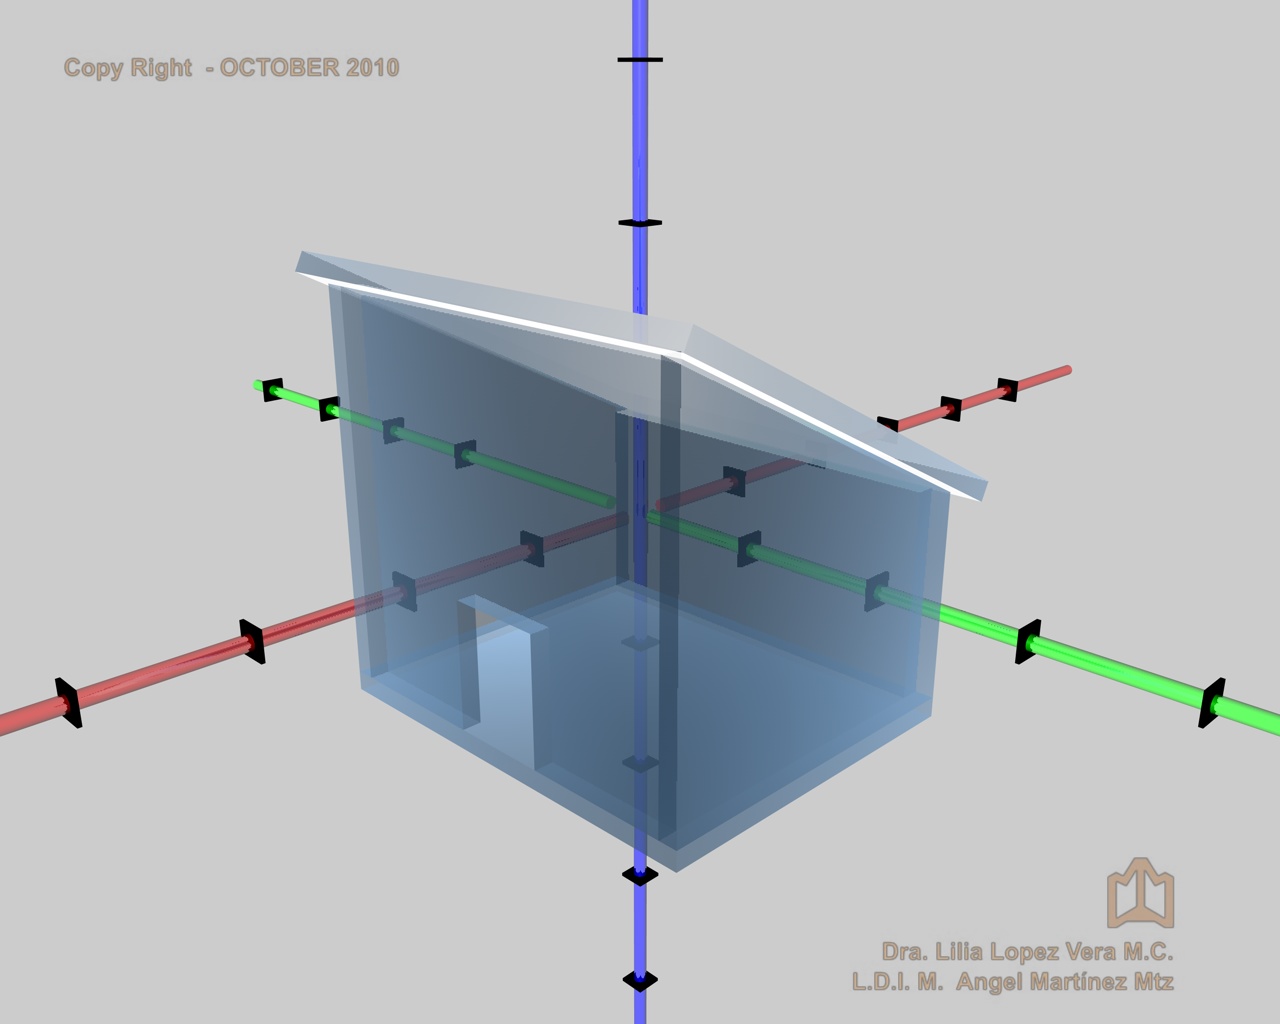 Copy Right - OCTOBER 2010
Dra. Lilia Lopez Vera M.C.
L.D.I. M. Angel Martínez Mtz